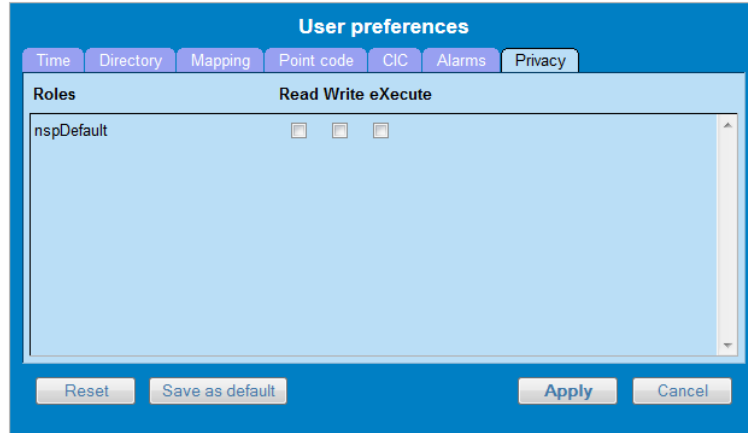 User preferences
Time Directory Mapping Point code CIC Alarms Privacy
Roles Read Write eXecute
nspDefault
Reset Save as default Apply Cancel